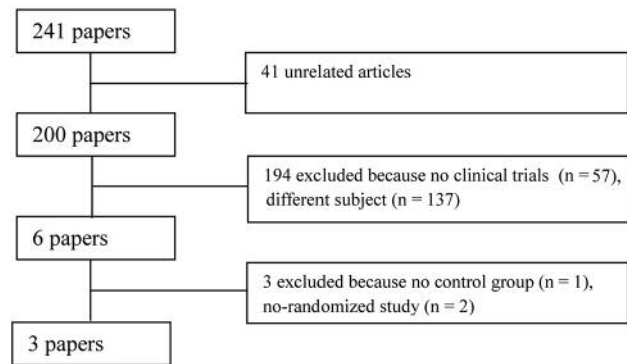 241 papers
41 unrelated articles
200 papers
194 excluded because no clinical trials (n = 57),
different subject (n = 137)
6 papers
3 excluded because no control group (n = 1),
no-randomized study (n = 2)
3 papers